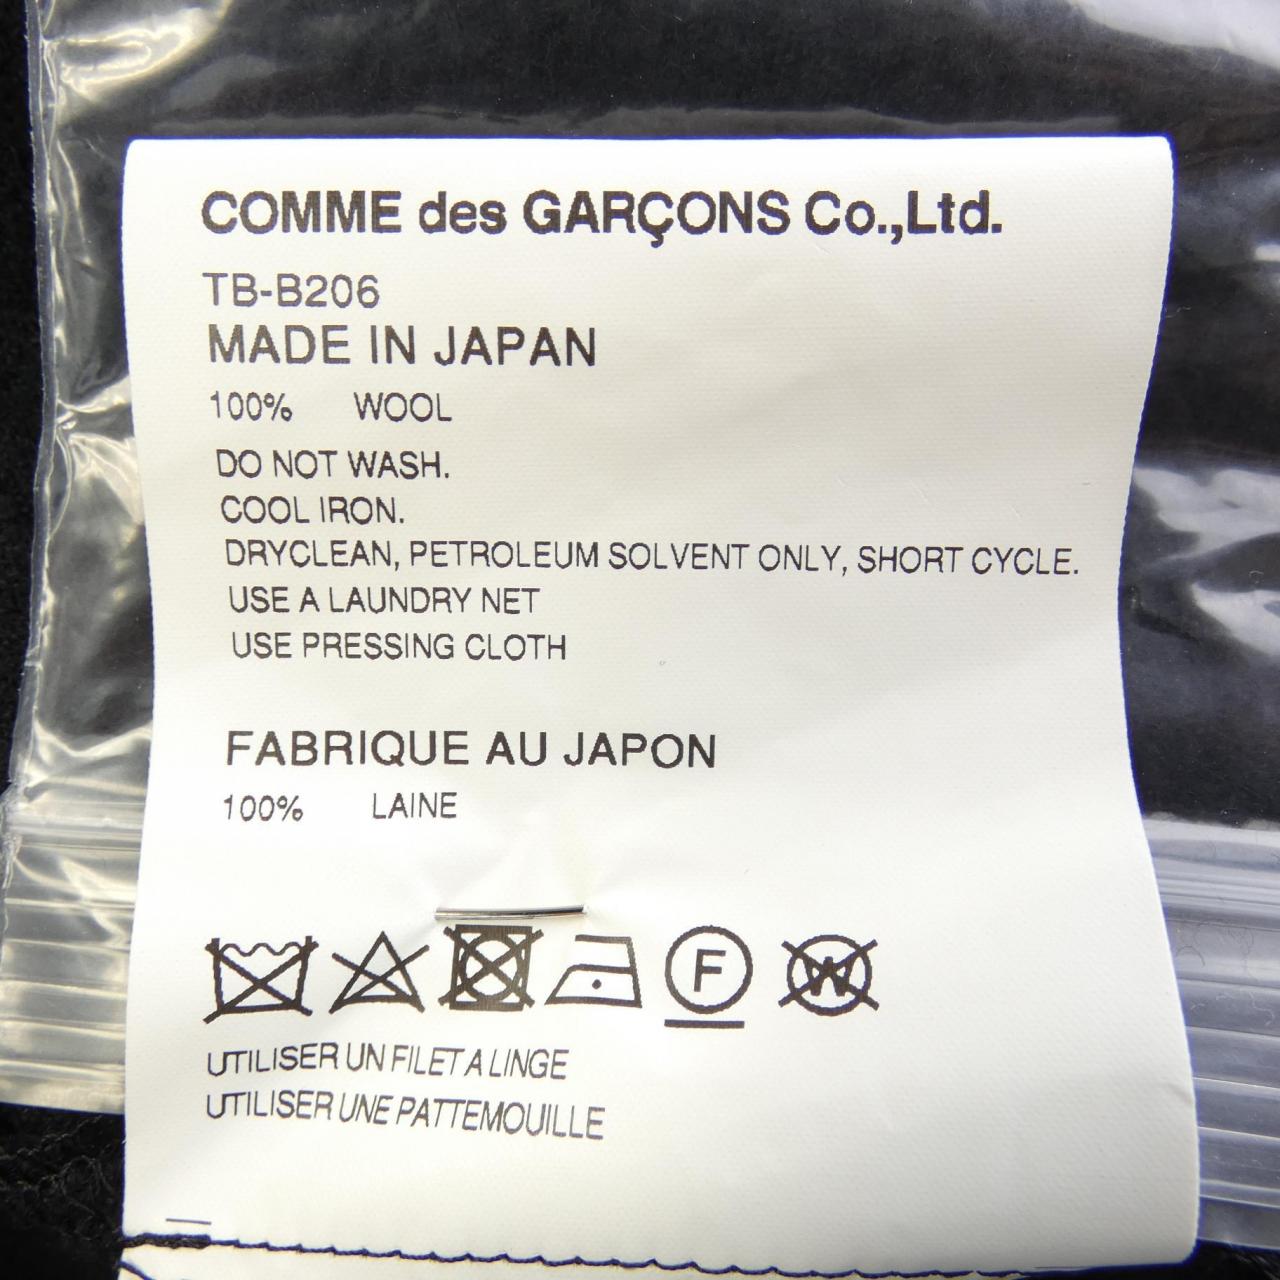 COMME des GARÇONS Co.,Ltd.
TB-B206
MADE IN JAPAN
100% WOOL
DO NOT WASH.
COOL IRON.
DRYCLEAN, PETROLEUM SOLVENT ONLY, SHORT CYCLE.
USE A LAUNDRY NET
USE PRESSING CLOTH
FABRIQUE AU JAPON
100% LAINE
F W
UTILISER UN FILET A LINGE
UTILISER UNE PATTEMOUILLE